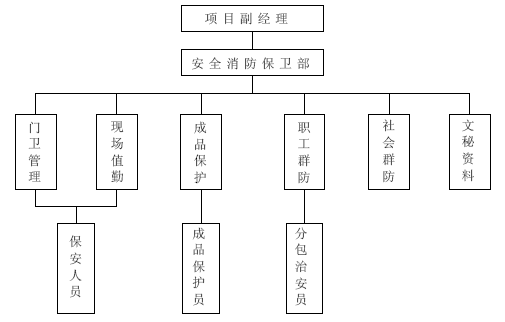 项目副经理
安全消防保卫部
门卫管理
现场值勤
成品保护
职工群防
社会群防
文秘资料
保安人员
成品保护员
分包治安员